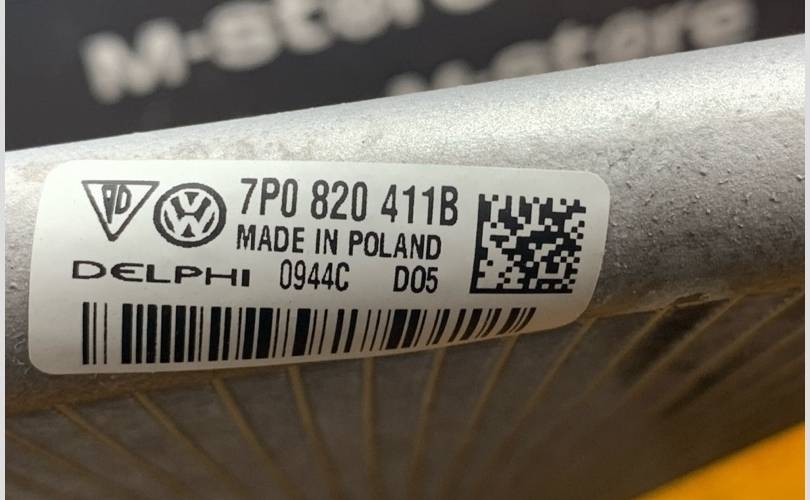 M-store
M-store
7P0 820 411B
MADE IN POLAND
DELPHI 0944C D05